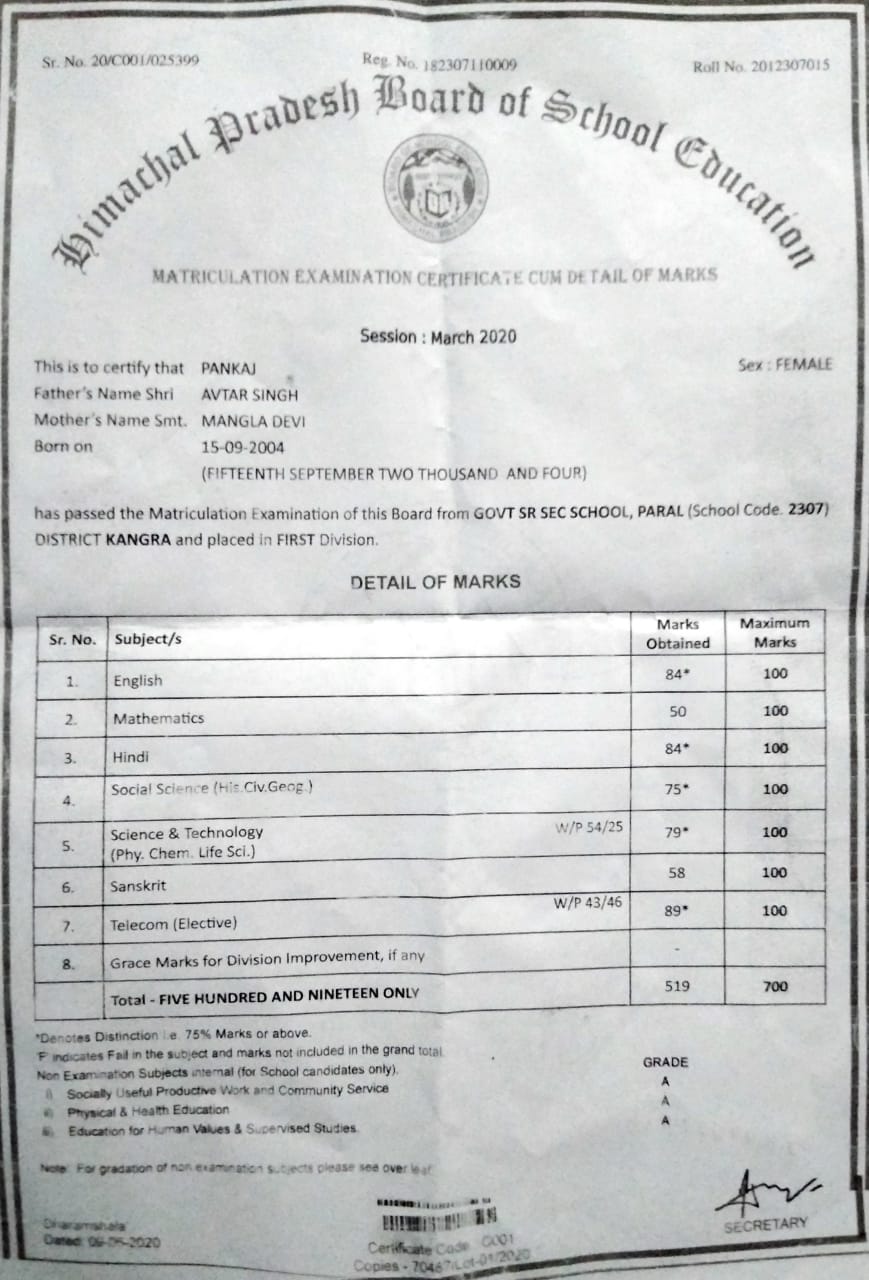 Sr. No. 20/C001/025399 Reg. No. 182307110009 Roll No. 2012307015
Himachal Pradesh Board of School Education
MATRICULATION EXAMINATION CERTIFICATE CUM DETAIL OF MARKS
Session : March 2020
This is to certify that PANKAJ Sex : FEMALE
Father's Name Shri AVTAR SINGH
Mother's Name Smt. MANGLA DEVI
Born on 15-09-2004
(FIFTEENTH SEPTEMBER TWO THOUSAND AND FOUR)
has passed the Matriculation Examination of this Board from GOVT SR SEC SCHOOL, PARAL (School Code. 2307)
DISTRICT KANGRA and placed in FIRST Division.
DETAIL OF MARKS
Sr. No. Subject/s Marks Obtained Maximum Marks
1. English 84* 100
2. Mathematics 50 100
3. Hindi 84* 100
4. Social Science (His.Civ.Geog.) 75* 100
5. Science & Technology W/P 54/25 79* 100
(Phy. Chem. Life Sci.)
6. Sanskrit 58 100
7. Telecom (Elective) W/P 43/46 89* 100
8. Grace Marks for Division Improvement, if any -
Total - FIVE HUNDRED AND NINETEEN ONLY 519 700
*Denotes Distinction i.e. 75% Marks or above.
'F' indicates Fail in the subject and marks not included in the grand total.
Non Examination Subjects internal (for School candidates only). GRADE
i) Socially Useful Productive Work and Community Service A
ii) Physical & Health Education A
iii) Education for Human Values & Supervised Studies. A
Note: For gradation of non examination subjects please see over leaf
Dharamshala
Dated: 09-06-2020
Certificate Code C001
Copies - 70467/Lot-01/2020
SECRETARY